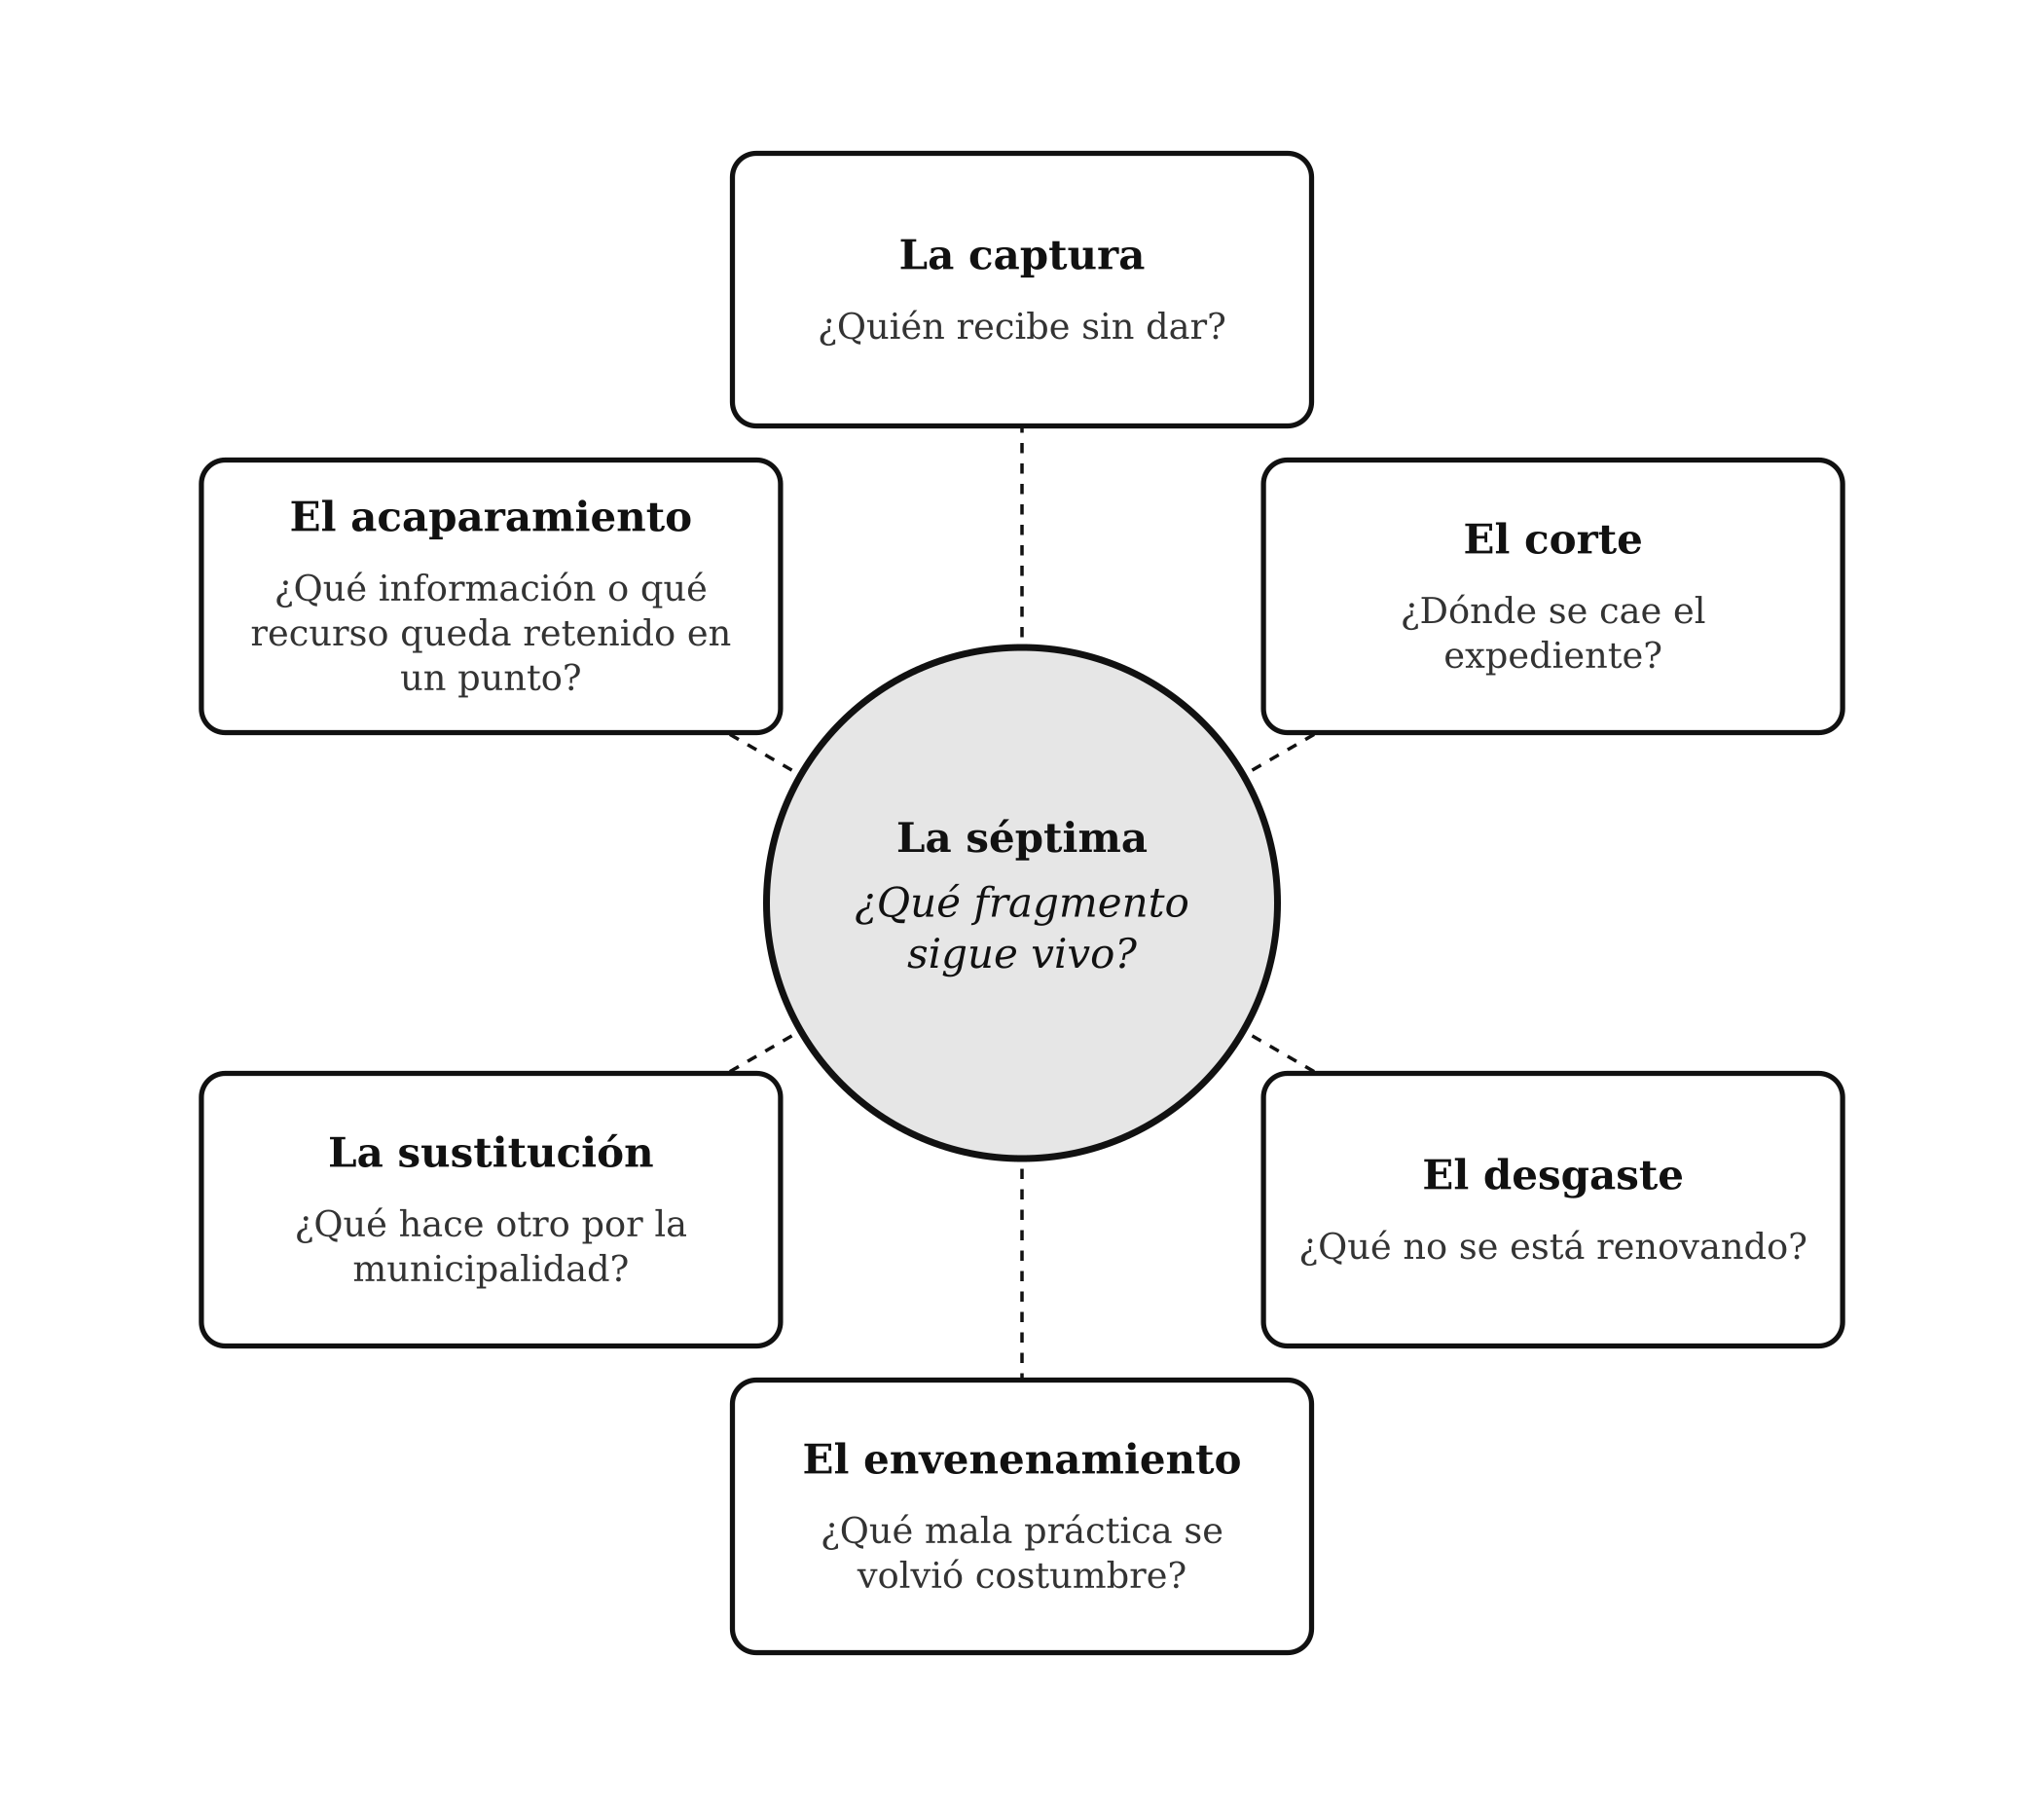 La captura
¿Quién recibe sin dar?
El acaparamiento
¿Qué información o qué
recurso queda retenido en
un punto?
El corte
¿Dónde se cae el
expediente?
La séptima
¿Qué fragmento
sigue vivo?
La sustitución
¿Qué hace otro por la
municipalidad?
El desgaste
¿Qué no se está renovando?
El envenenamiento
¿Qué mala práctica se
volvió costumbre?